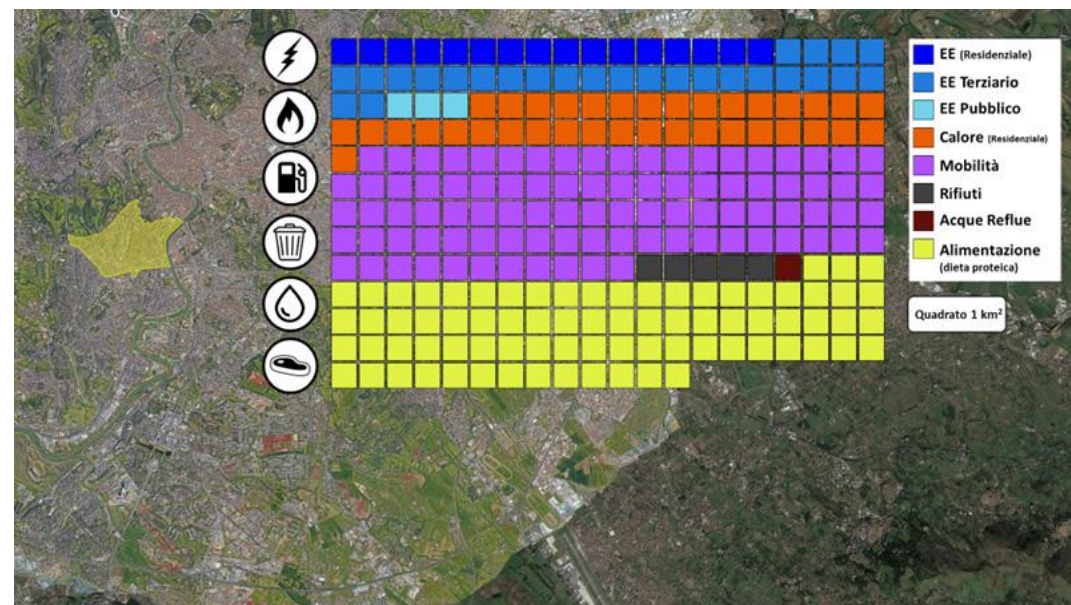 EE (Residenziale)
EE Terziario
EE Pubblico
Calore (Residenziale)
Mobilità
Rifiuti
Acque Reflue
Alimentazione
(dieta proteica)
Quadrato 1 km²